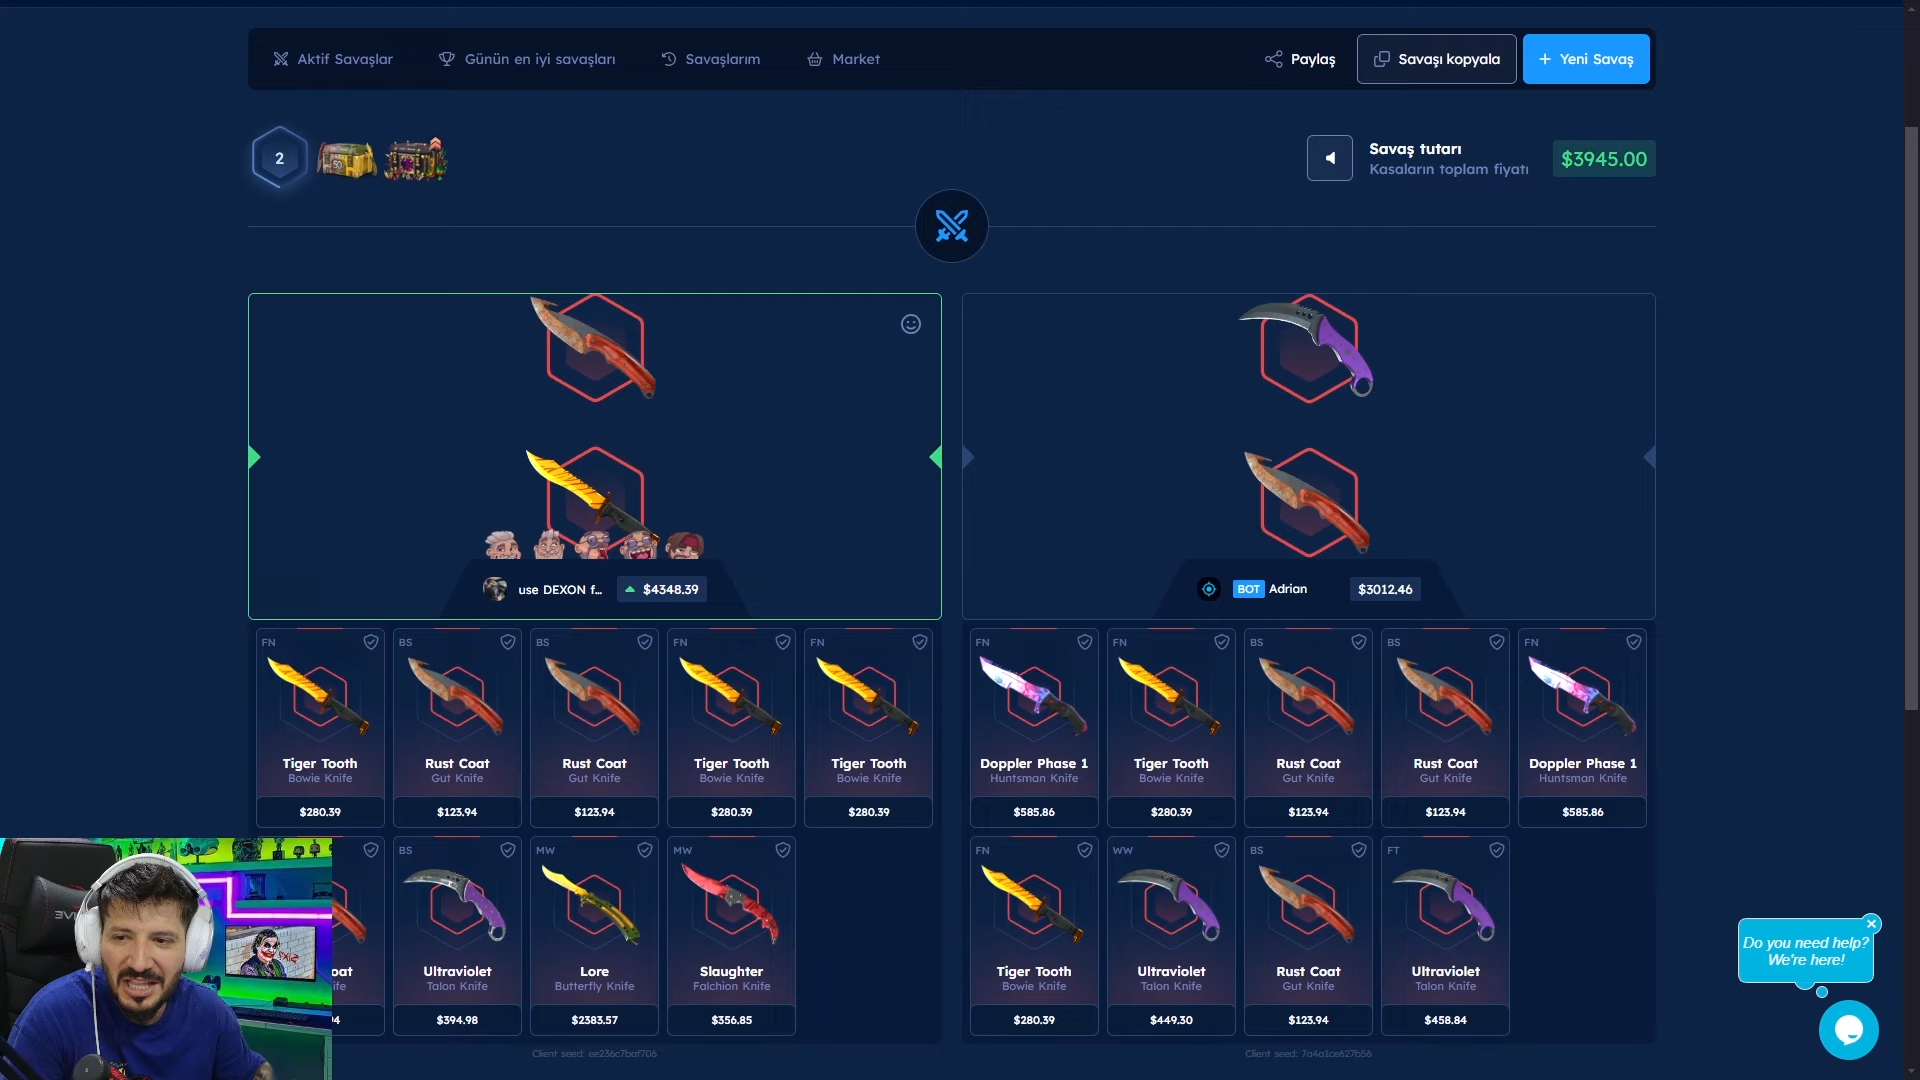 Aktif Savaşlar
Günün en iyi savaşları
Savaşlarım
Market
Paylaş
Savaşı kopyala
+ Yeni Savaş
2
50
Savaş tutarı
Kasaların toplam fiyatı
$3945.00
use DEXON f...
$4348.39
BOT Adrian
$3012.46
FN
Tiger Tooth
Bowie Knife
$280.39
BS
Rust Coat
Gut Knife
$123.94
BS
Rust Coat
Gut Knife
$123.94
FN
Tiger Tooth
Bowie Knife
$280.39
FN
Tiger Tooth
Bowie Knife
$280.39
FN
Doppler Phase 1
Huntsman Knife
$585.86
FN
Tiger Tooth
Bowie Knife
$280.39
BS
Rust Coat
Gut Knife
$123.94
BS
Rust Coat
Gut Knife
$123.94
FN
Doppler Phase 1
Huntsman Knife
$585.86
BS
Ultraviolet
Talon Knife
$394.98
MW
Lore
Butterfly Knife
$2383.57
MW
Slaughter
Falchion Knife
$356.85
FN
Tiger Tooth
Bowie Knife
$280.39
WW
Ultraviolet
Talon Knife
$449.30
BS
Rust Coat
Gut Knife
$123.94
FT
Ultraviolet
Talon Knife
$458.84
Client seed: ee236c7baf706
Client seed: 7a4a1ce627b56
Do you need help?
We're here!